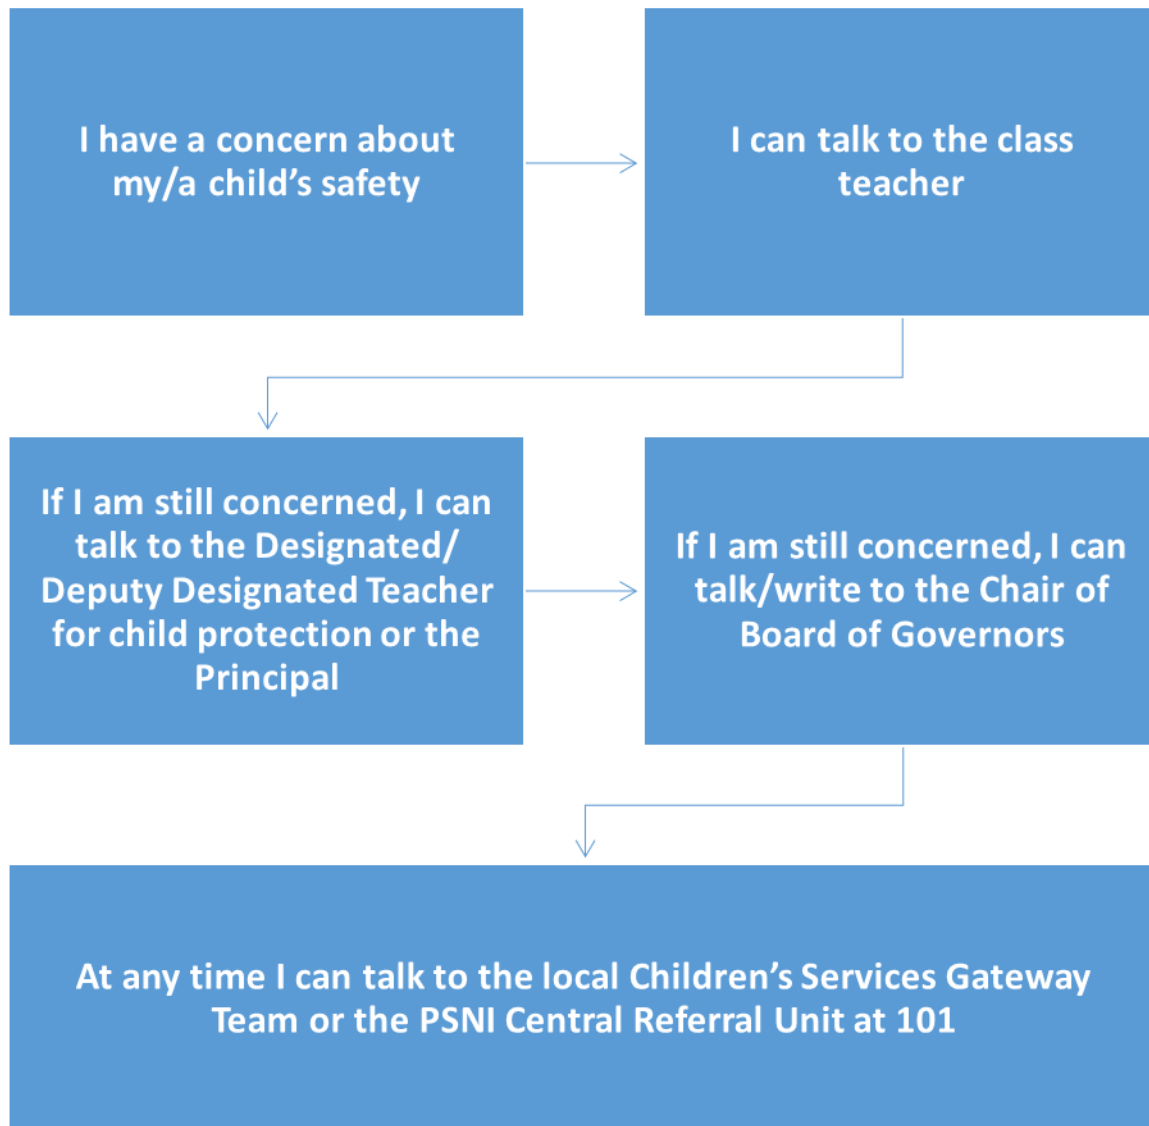 I have a concern about
my/a child’s safety
I can talk to the class
teacher
If I am still concerned, I can
talk to the Designated/
Deputy Designated Teacher
for child protection or the
Principal
If I am still concerned, I can
talk/write to the Chair of
Board of Governors
At any time I can talk to the local Children’s Services Gateway
Team or the PSNI Central Referral Unit at 101